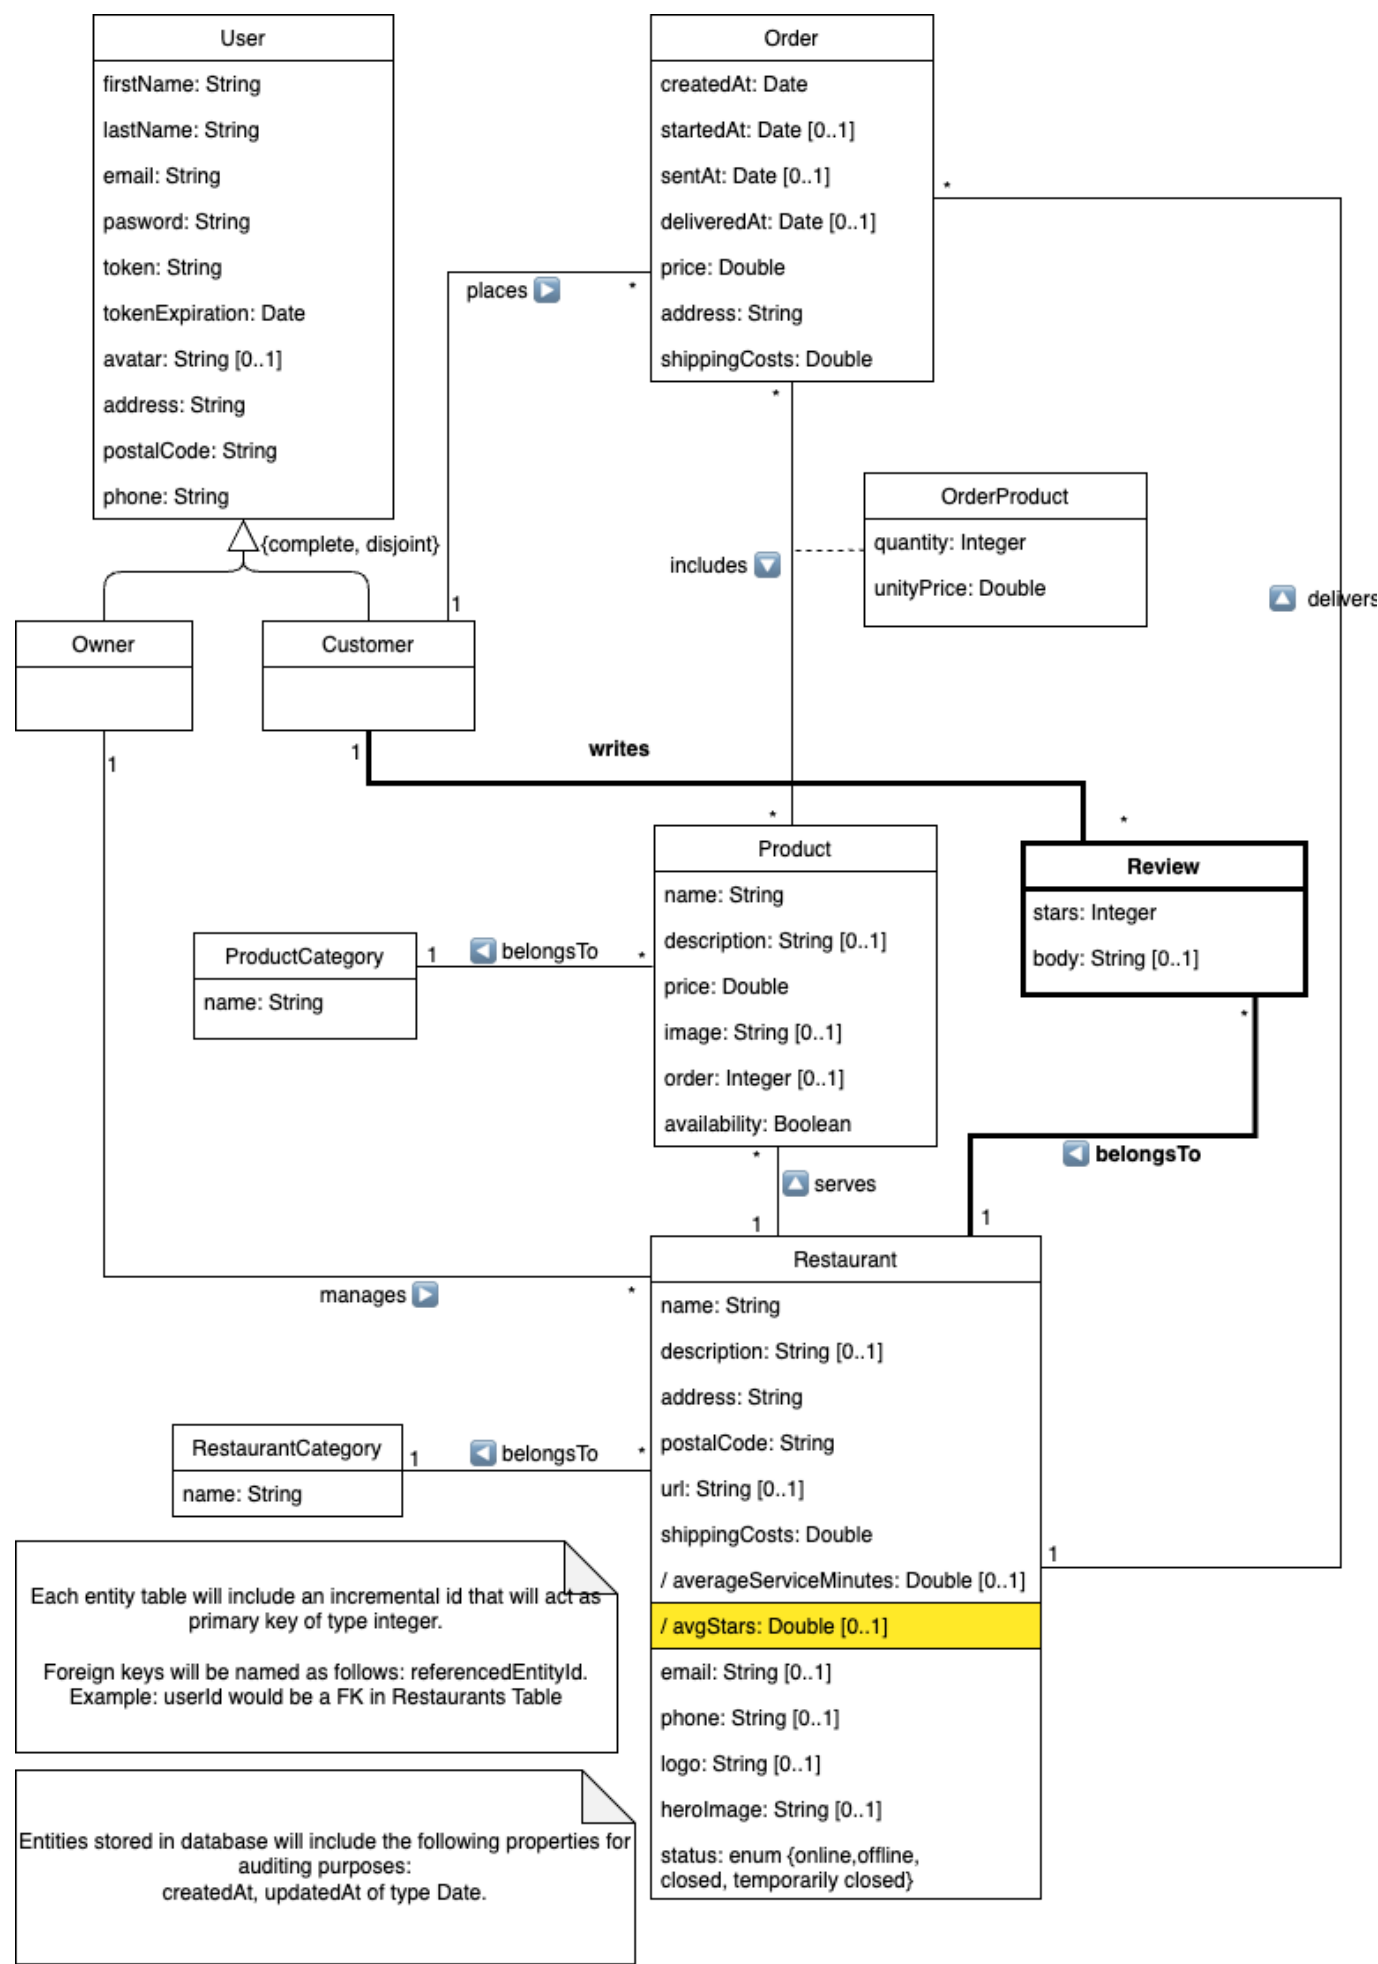 User
firstName: String
lastName: String
email: String
pasword: String
token: String
tokenExpiration: Date
avatar: String [0..1]
address: String
postalCode: String
phone: String
{complete, disjoint}
Owner
Customer
1
1
1
Order
createdAt: Date
startedAt: Date [0..1]
sentAt: Date [0..1]
deliveredAt: Date [0..1]
price: Double
address: String
shippingCosts: Double
places
*
*
*
includes
OrderProduct
quantity: Integer
unityPrice: Double
delivers
writes
*
*
Product
name: String
description: String [0..1]
price: Double
image: String [0..1]
order: Integer [0..1]
availability: Boolean
Review
stars: Integer
body: String [0..1]
ProductCategory
name: String
1
belongsTo
*
*
serves
1
*
belongsTo
1
manages
*
Restaurant
name: String
description: String [0..1]
address: String
postalCode: String
url: String [0..1]
shippingCosts: Double
/ averageServiceMinutes: Double [0..1]
/ avgStars: Double [0..1]
email: String [0..1]
phone: String [0..1]
logo: String [0..1]
heroImage: String [0..1]
status: enum {online,offline,
closed, temporarily closed}
1
RestaurantCategory
name: String
1
belongsTo
*
Each entity table will include an incremental id that will act as
primary key of type integer.
Foreign keys will be named as follows: referencedEntityId.
Example: userId would be a FK in Restaurants Table
Entities stored in database will include the following properties for
auditing purposes:
createdAt, updatedAt of type Date.